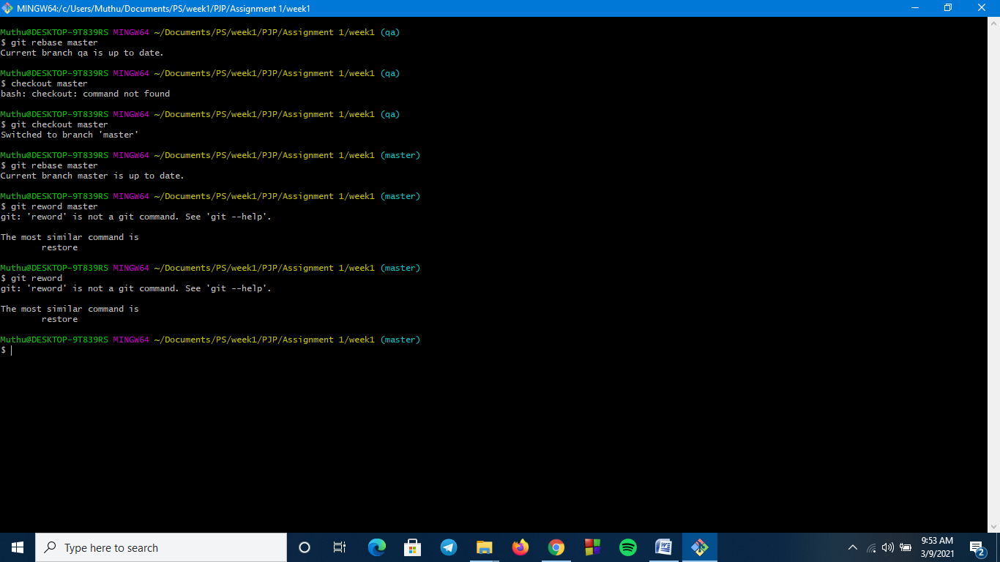 MINGW64:/c/Users/Muthu/Documents/PS/week1/PJP/Assignment 1/week1
Muthu@DESKTOP-9T839RS MINGW64 ~/Documents/PS/week1/PJP/Assignment 1/week1 (qa)
$ git rebase master
Current branch qa is up to date.
Muthu@DESKTOP-9T839RS MINGW64 ~/Documents/PS/week1/PJP/Assignment 1/week1 (qa)
$ checkout master
bash: checkout: command not found
Muthu@DESKTOP-9T839RS MINGW64 ~/Documents/PS/week1/PJP/Assignment 1/week1 (qa)
$ git checkout master
Switched to branch 'master'
Muthu@DESKTOP-9T839RS MINGW64 ~/Documents/PS/week1/PJP/Assignment 1/week1 (master)
$ git rebase master
Current branch master is up to date.
Muthu@DESKTOP-9T839RS MINGW64 ~/Documents/PS/week1/PJP/Assignment 1/week1 (master)
$ git reword master
git: 'reword' is not a git command. See 'git --help'.
The most similar command is
restore
Muthu@DESKTOP-9T839RS MINGW64 ~/Documents/PS/week1/PJP/Assignment 1/week1 (master)
$ git reword
git: 'reword' is not a git command. See 'git --help'.
The most similar command is
restore
Muthu@DESKTOP-9T839RS MINGW64 ~/Documents/PS/week1/PJP/Assignment 1/week1 (master)
$
Type here to search
9:53 AM
3/9/2021
2